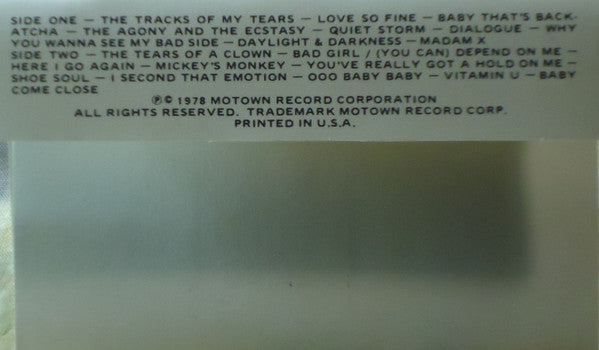 SIDE ONE — THE TRACKS OF MY TEARS — LOVE SO FINE — BABY THAT'S BACK-
ATCHA — THE AGONY AND THE ECSTASY — QUIET STORM — DIALOGUE — WHY
YOU WANNA SEE MY BAD SIDE — DAYLIGHT & DARKNESS — MADAM X
SIDE TWO — THE TEARS OF A CLOWN — BAD GIRL / (YOU CAN) DEPEND ON ME —
HERE I GO AGAIN — MICKEY'S MONKEY — YOU'VE REALLY GOT A HOLD ON ME —
SHOE SOUL — I SECOND THAT EMOTION — OOO BABY BABY — VITAMIN U — BABY
COME CLOSE
℗© 1978 MOTOWN RECORD CORPORATION
ALL RIGHTS RESERVED. TRADEMARK MOTOWN RECORD CORP.
PRINTED IN U.S.A.